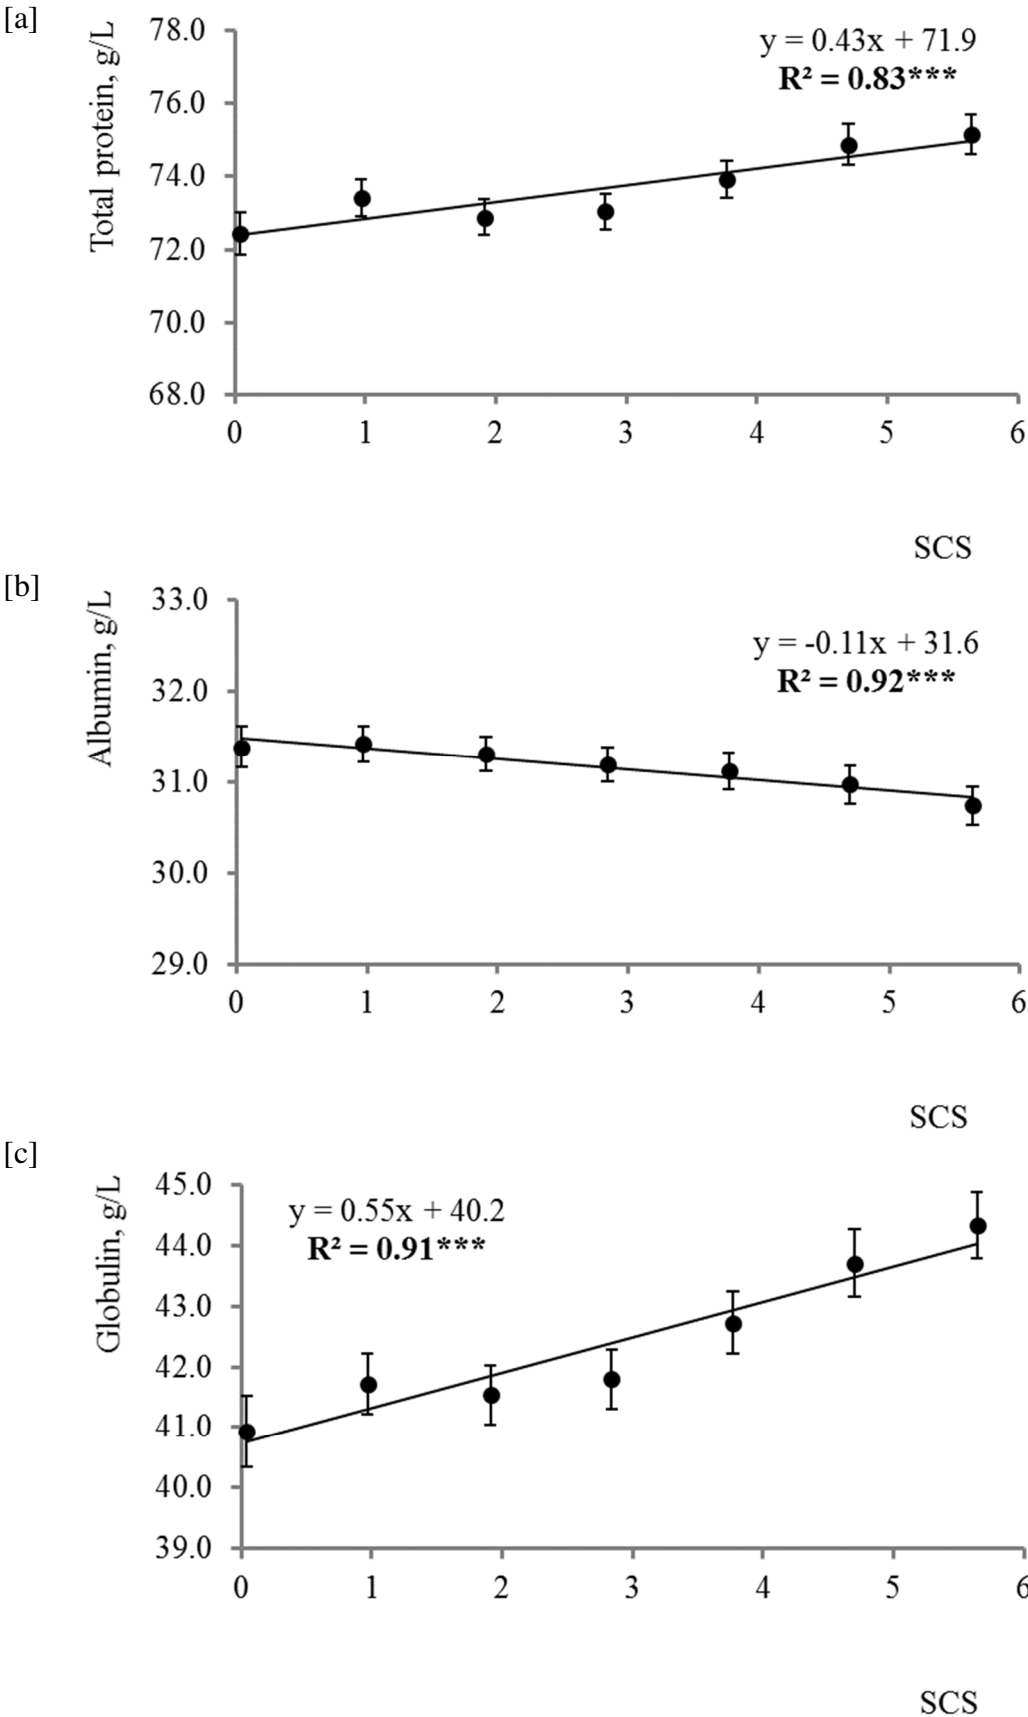 [a]
Total protein, g/L
78.0
76.0
74.0
72.0
70.0
68.0
y = 0.43x + 71.9
R² = 0.83***
0 1 2 3 4 5 6
SCS
[b]
Albumin, g/L
33.0
32.0
31.0
30.0
29.0
y = -0.11x + 31.6
R² = 0.92***
0 1 2 3 4 5 6
SCS
[c]
Globulin, g/L
45.0
44.0
43.0
42.0
41.0
40.0
39.0
y = 0.55x + 40.2
R² = 0.91***
0 1 2 3 4 5 6
SCS